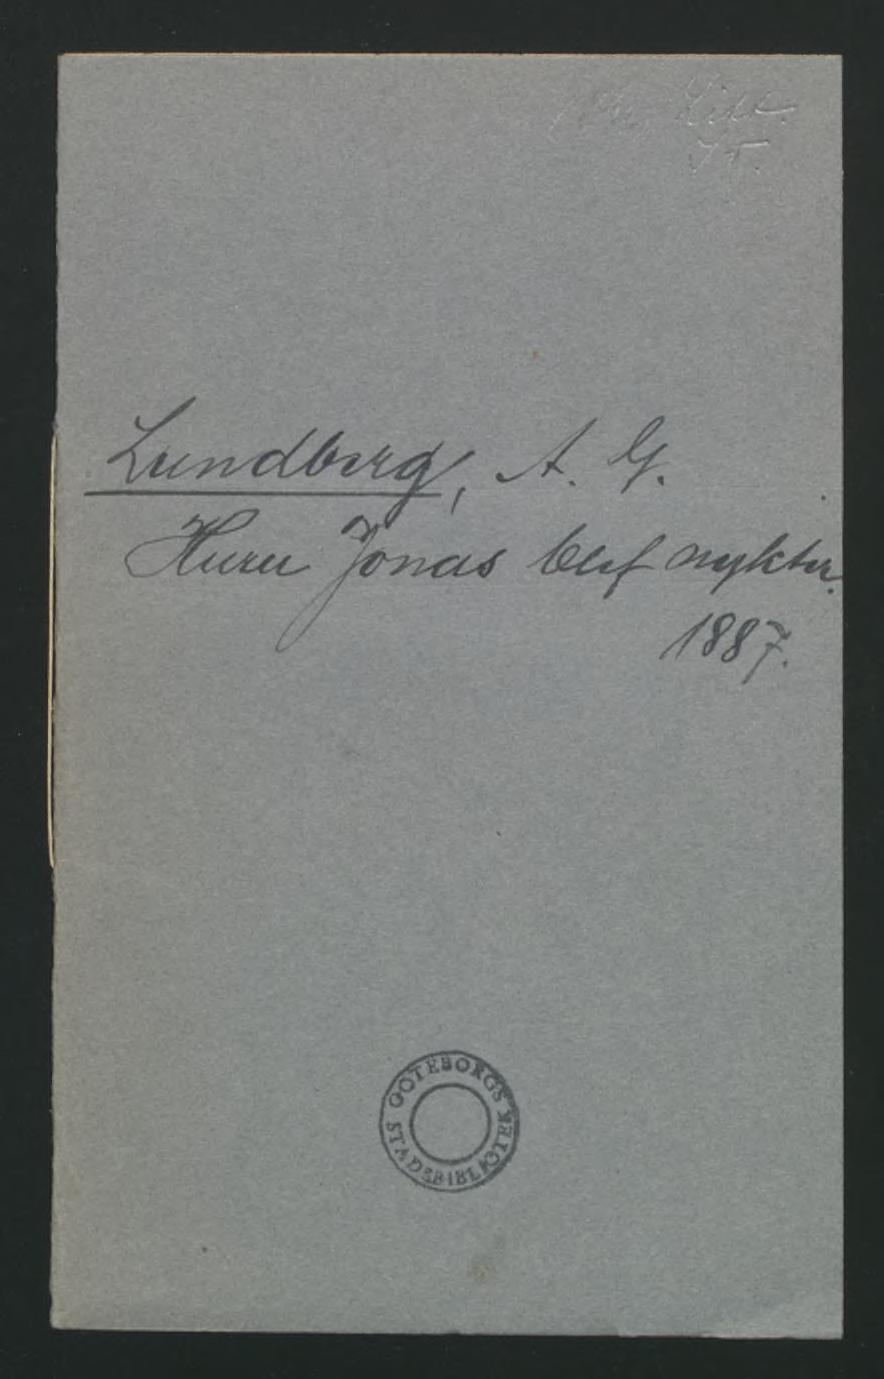 Lundberg, A. G.
Huru Jonas blef nykter.
1887.
GÖTEBORGS
STADSBIBLIOTEK